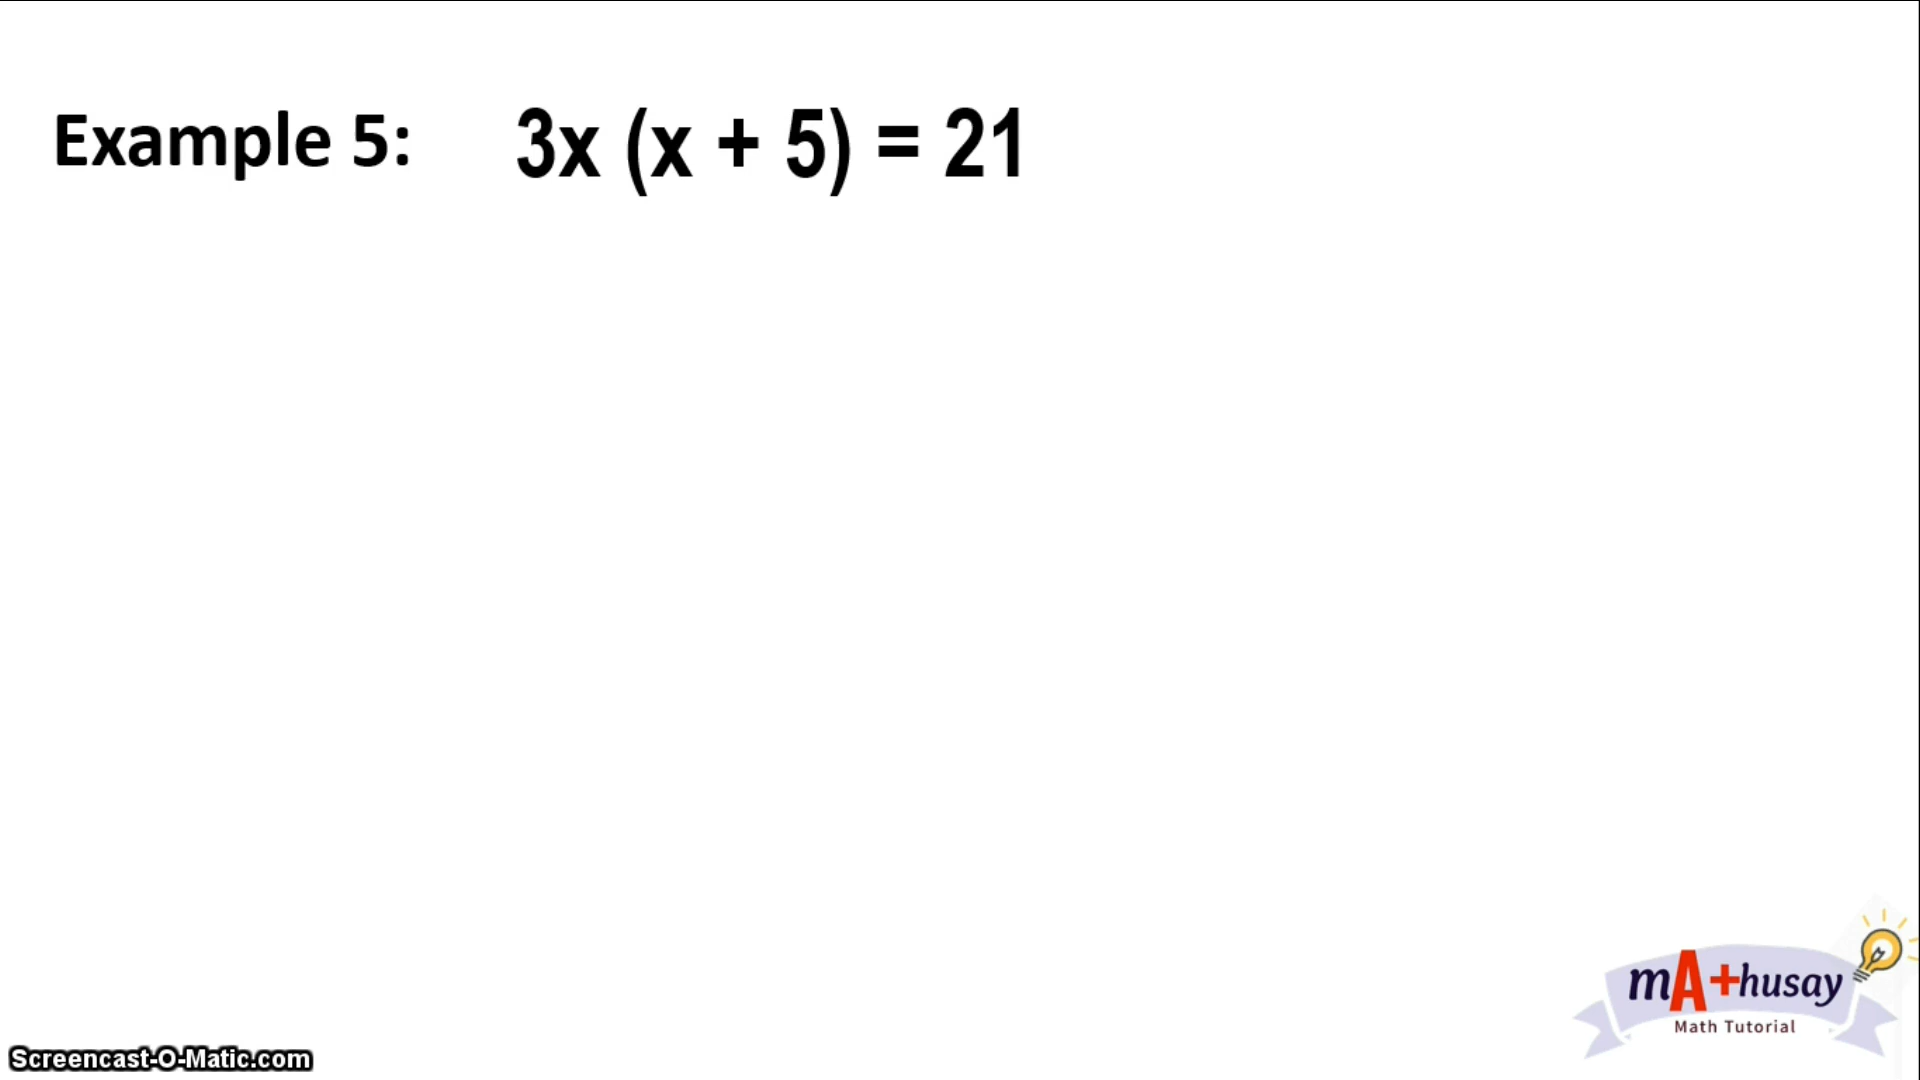 Example 5: 3x (x + 5) = 21
mA+husay
Math Tutorial
Screencast-O-Matic.com